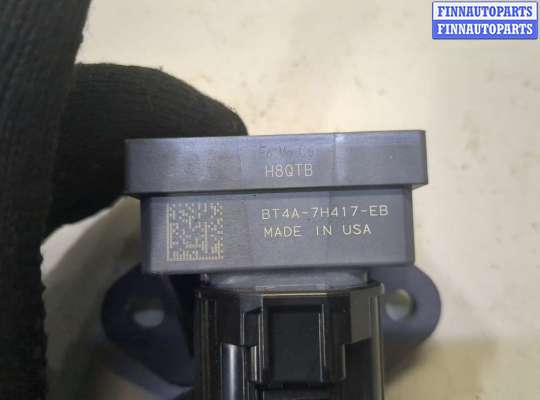 FINNAUTOPARTS
FINNAUTOPARTS
H8QTB
BT4A-7H417-EB
MADE IN USA